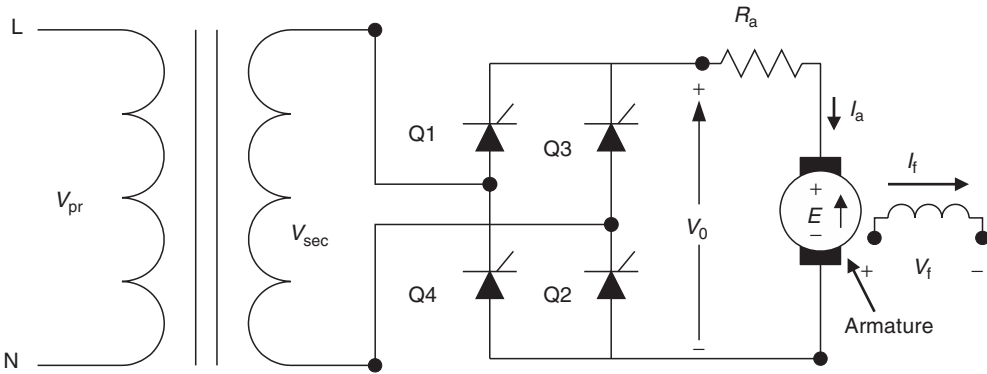 L
R_a
+
I_a
Q1
Q3
I_f
V_pr
V_sec
V_0
+
E
−
+
V_f
−
Q4
Q2
Armature
−
N